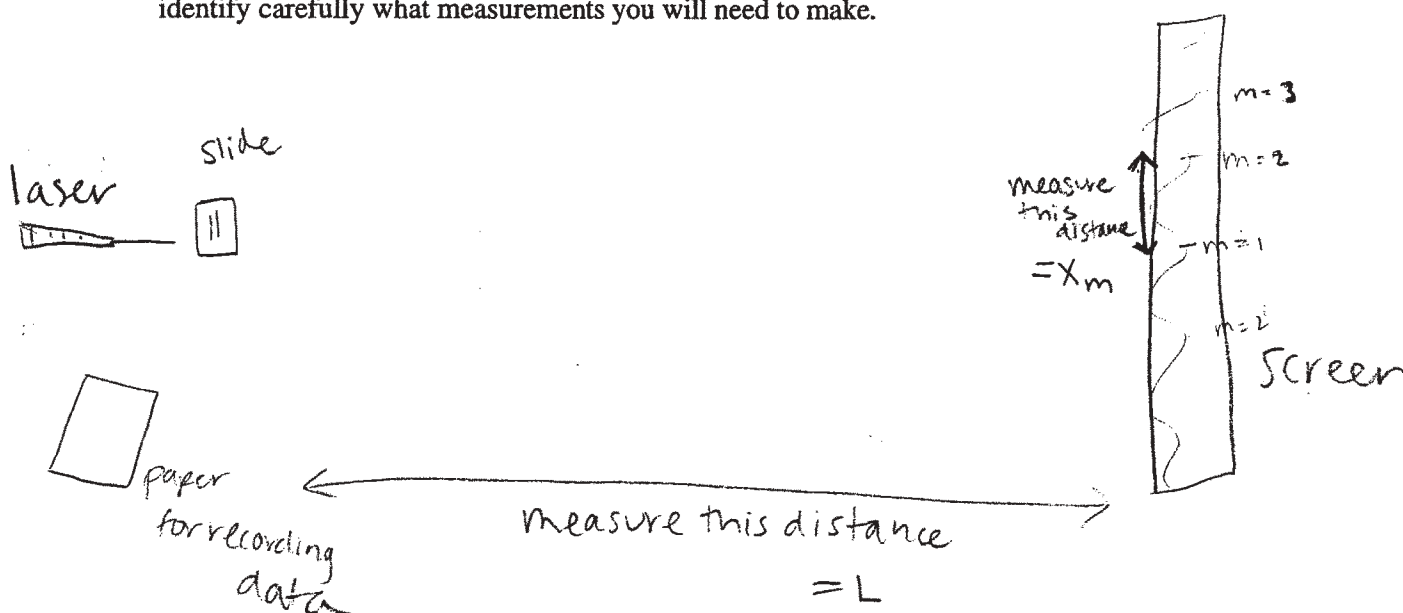 identify carefully what measurements you will need to make.
laser
slide
measure
this
distane
=Xm
m=3
m=2
m=1
m=2
Screen
paper
for recording
data
measure this distance
=L